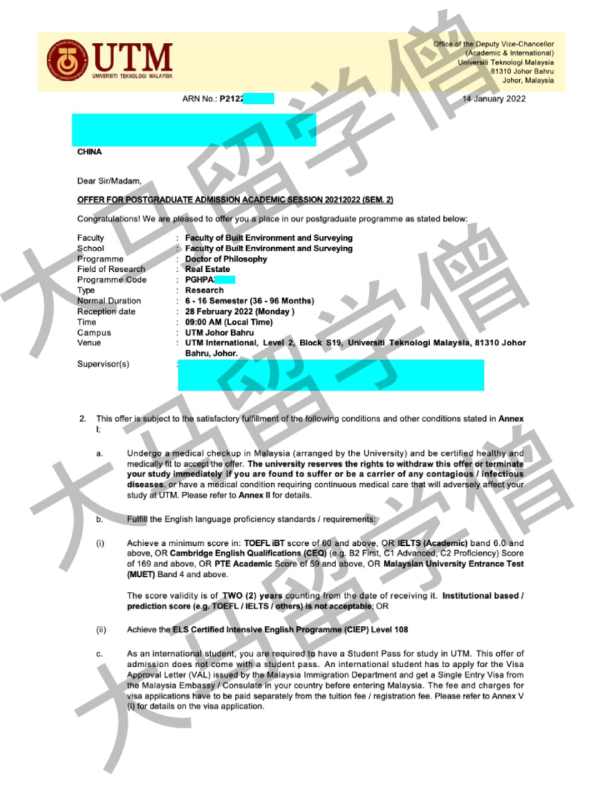 UTM
UNIVERSITI TEKNOLOGI MALAYSIA
Office of the Deputy Vice-Chancellor
(Academic & International)
Universiti Teknologi Malaysia
81310 Johor Bahru
Johor, Malaysia
ARN No.: P2122
14 January 2022
CHINA
Dear Sir/Madam,
OFFER FOR POSTGRADUATE ADMISSION ACADEMIC SESSION 20212022 (SEM. 2)
Congratulations! We are pleased to offer you a place in our postgraduate programme as stated below:
Faculty : Faculty of Built Environment and Surveying
School : Faculty of Built Environment and Surveying
Programme : Doctor of Philosophy
Field of Research : Real Estate
Programme Code : PGHPA
Type : Research
Normal Duration : 6 - 16 Semester (36 - 96 Months)
Reception date : 28 February 2022 (Monday )
Time : 09:00 AM (Local Time)
Campus : UTM Johor Bahru
Venue : UTM International, Level 2, Block S19, Universiti Teknologi Malaysia, 81310 Johor
Bahru, Johor.
Supervisor(s) :
2. This offer is subject to the satisfactory fulfillment of the following conditions and other conditions stated in Annex
I;
a. Undergo a medical checkup in Malaysia (arranged by the University) and be certified healthy and
medically fit to accept the offer. The university reserves the rights to withdraw this offer or terminate
your study immediately if you are found to suffer or be a carrier of any contagious / infectious
diseases, or have a medical condition requiring continuous medical care that will adversely affect your
study at UTM. Please refer to Annex II for details.
b. Fulfill the English language proficiency standards / requirements:
(i) Achieve a minimum score in: TOEFL iBT score of 60 and above, OR IELTS (Academic) band 6.0 and
above, OR Cambridge English Qualifications (CEQ) (e.g. B2 First, C1 Advanced, C2 Proficiency) Score
of 169 and above, OR PTE Academic Score of 59 and above, OR Malaysian University Entrance Test
(MUET) Band 4 and above.
The score validity is of TWO (2) years counting from the date of receiving it. Institutional based /
prediction score (e.g. TOEFL / IELTS / others) is not acceptable; OR
(ii) Achieve the ELS Certified Intensive English Programme (CIEP) Level 108
c. As an international student, you are required to have a Student Pass for study in UTM. This offer of
admission does not come with a student pass. An international student has to apply for the Visa
Approval Letter (VAL) issued by the Malaysia Immigration Department and get a Single Entry Visa from
the Malaysia Embassy / Consulate in your country before entering Malaysia. The fee and charges for
visa applications have to be paid separately from the tuition fee / registration fee. Please refer to Annex V
(i) for details on the visa application.
大马留学僧
大马留学僧
大马留学僧